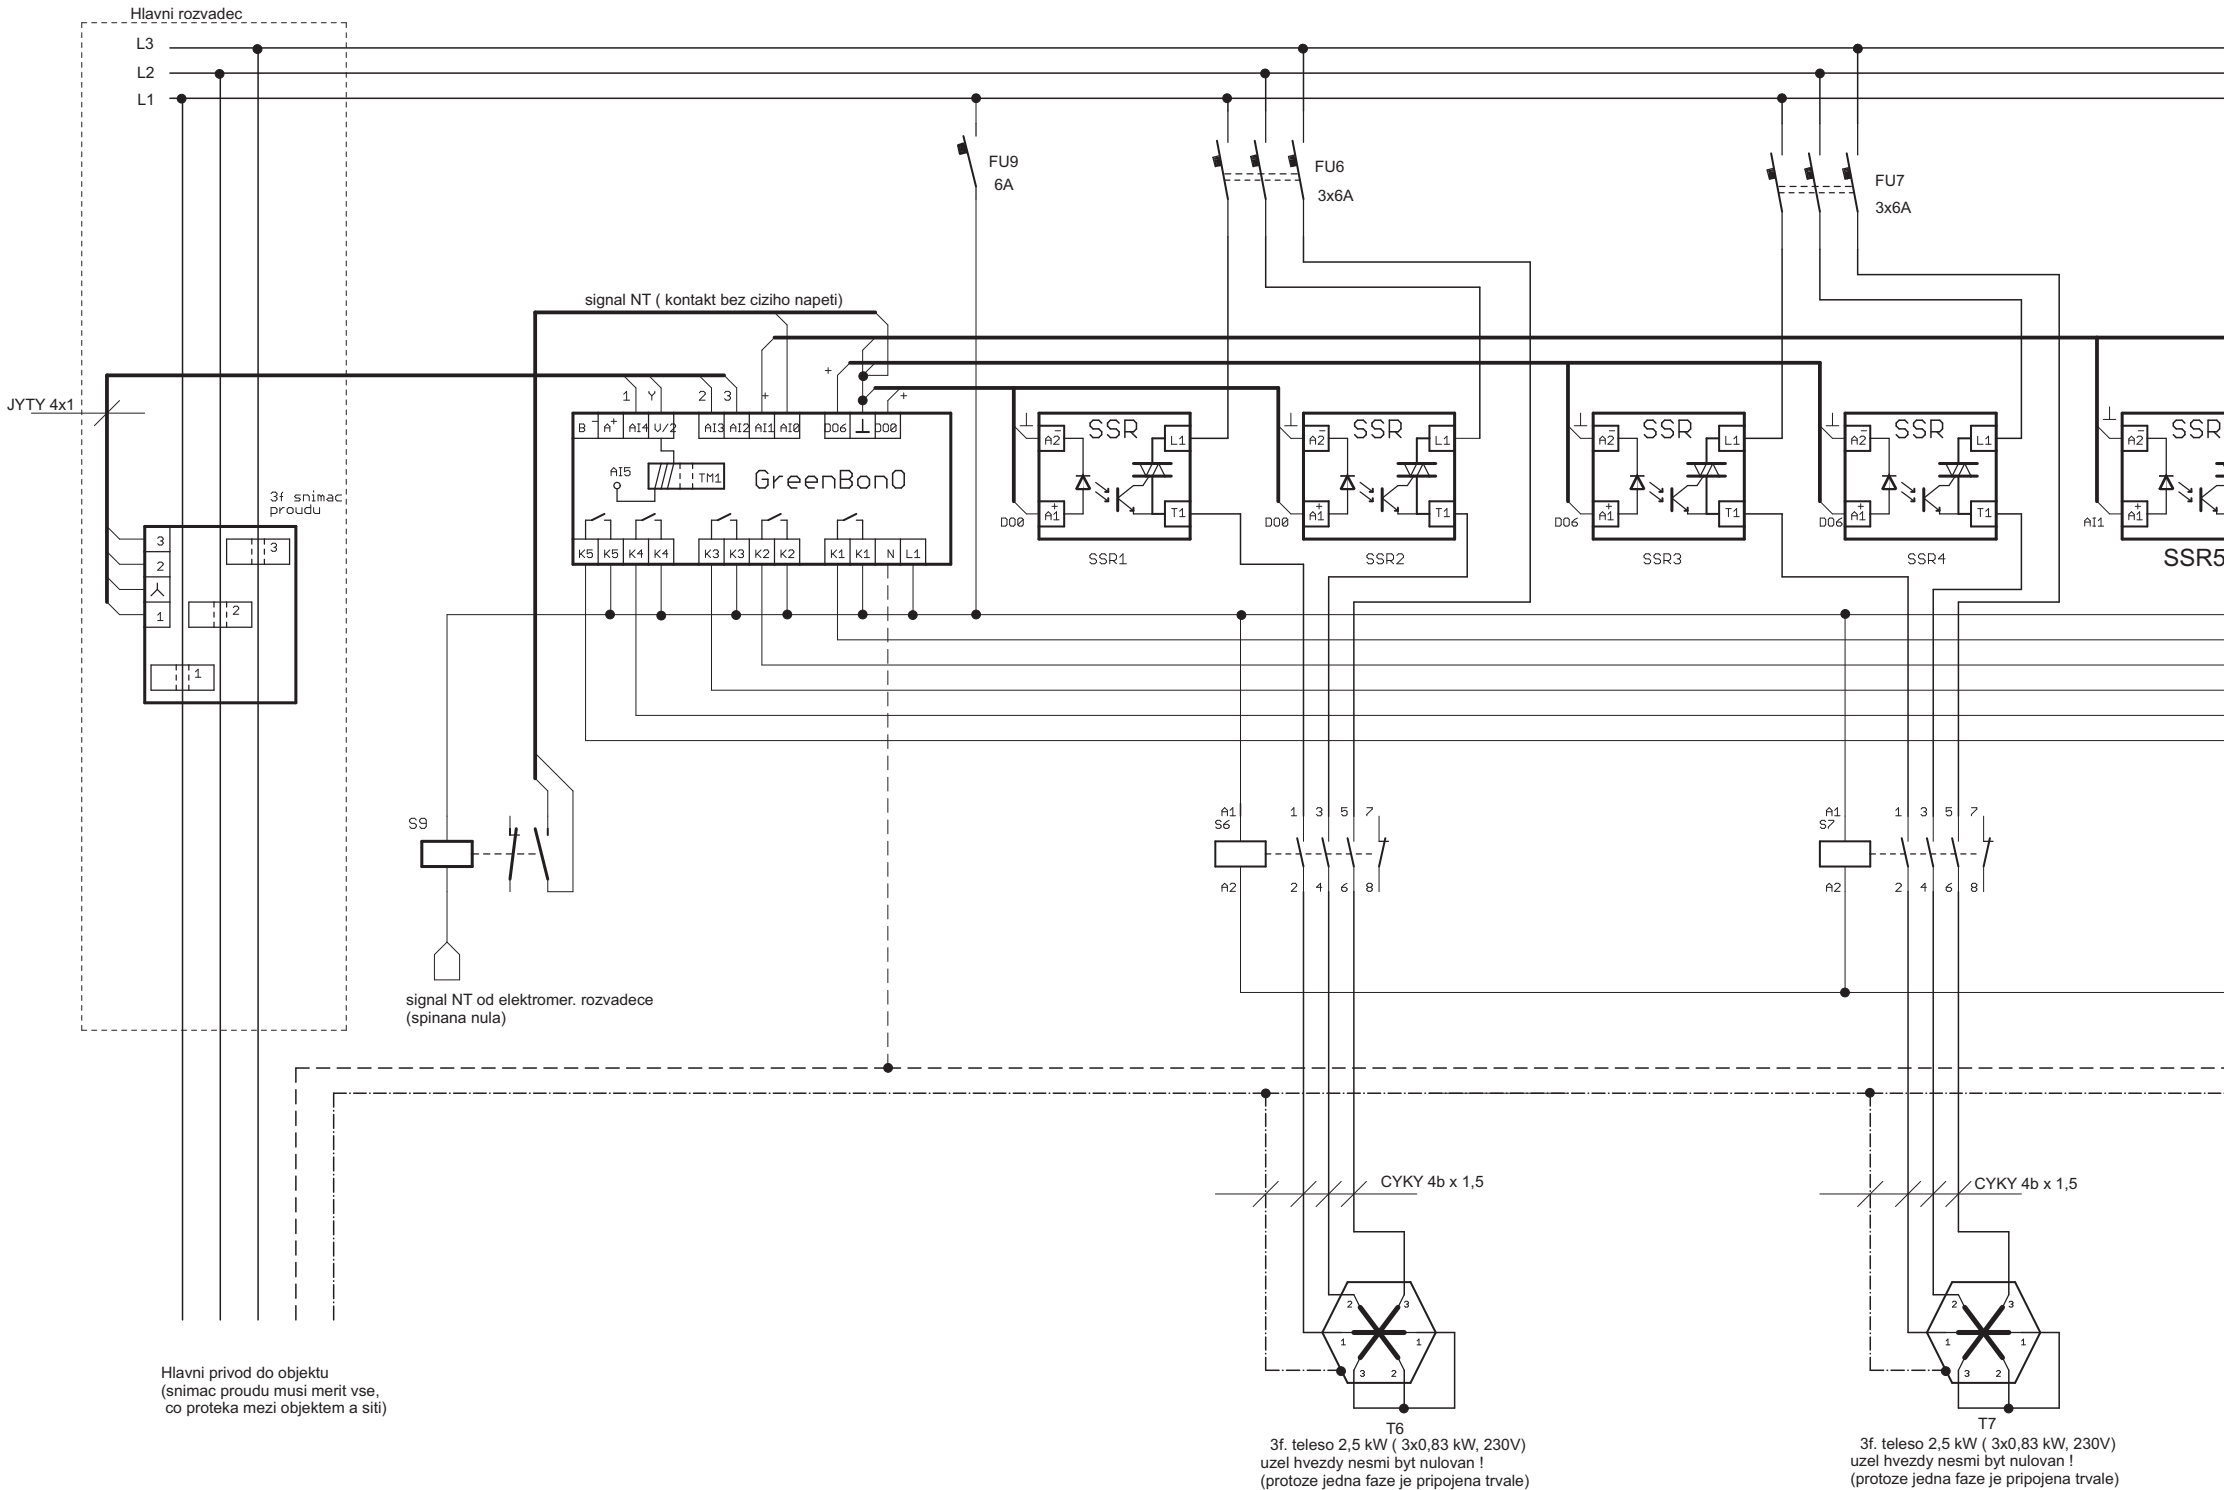 Hlavni rozvadec
L3
L2
L1
FU9
6A
FU6
3x6A
FU7
3x6A
signal NT ( kontakt bez ciziho napeti)
JYTY 4x1
1 Y 2 3 + + +
B - A + AI4 V/2 AI3 AI2 AI1 AI0 DO6 ⊥ DO0
AI5 TM1 GreenBonO
K5 K5 K4 K4 K3 K3 K2 K2 K1 K1 N L1
⊥ A2 - SSR L1
DO0 A1 + T1
SSR1
⊥ A2 - SSR L1
DO0 A1 + T1
SSR2
⊥ A2 - SSR L1
DO6 A1 + T1
SSR3
⊥ A2 - SSR L1
DO6 A1 + T1
SSR4
⊥ A2 - SSR
AI1 A1 +
SSR5
3f snimac
proudu
3 3
2
2
1
1
S9
signal NT od elektromer. rozvadece
(spinana nula)
A1 1 3 5 7
S6
A2 2 4 6 8
A1 1 3 5 7
S7
A2 2 4 6 8
CYKY 4b x 1,5
CYKY 4b x 1,5
2 3
1 1
3 2
2 3
1 1
3 2
Hlavni privod do objektu
(snimac proudu musi merit vse,
co proteka mezi objektem a siti)
T6
3f. teleso 2,5 kW ( 3x0,83 kW, 230V)
uzel hvezdy nesmi byt nulovan !
(protoze jedna faze je pripojena trvale)
T7
3f. teleso 2,5 kW ( 3x0,83 kW, 230V)
uzel hvezdy nesmi byt nulovan !
(protoze jedna faze je pripojena trvale)